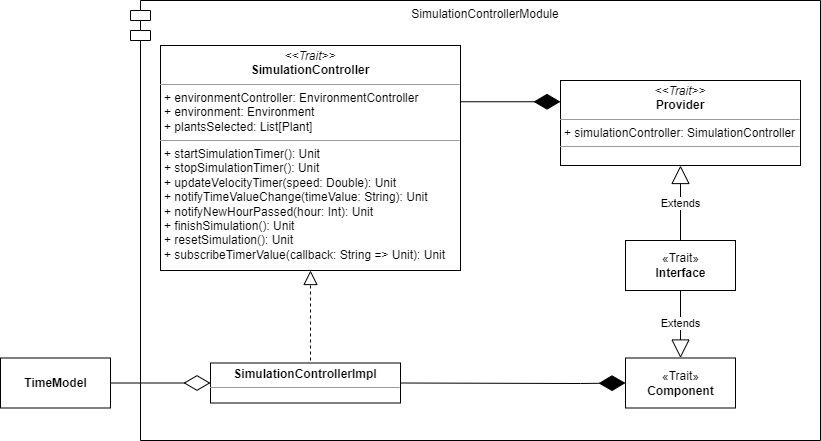 SimulationControllerModule
<<Trait>>
SimulationController
+ environmentController: EnvironmentController
+ environment: Environment
+ plantsSelected: List[Plant]
+ startSimulationTimer(): Unit
+ stopSimulationTimer(): Unit
+ updateVelocityTimer(speed: Double): Unit
+ notifyTimeValueChange(timeValue: String): Unit
+ notifyNewHourPassed(hour: Int): Unit
+ finishSimulation(): Unit
+ resetSimulation(): Unit
+ subscribeTimerValue(callback: String => Unit): Unit
<<Trait>>
Provider
+ simulationController: SimulationController
Extends
«Trait»
Interface
Extends
TimeModel
SimulationControllerImpl
«Trait»
Component